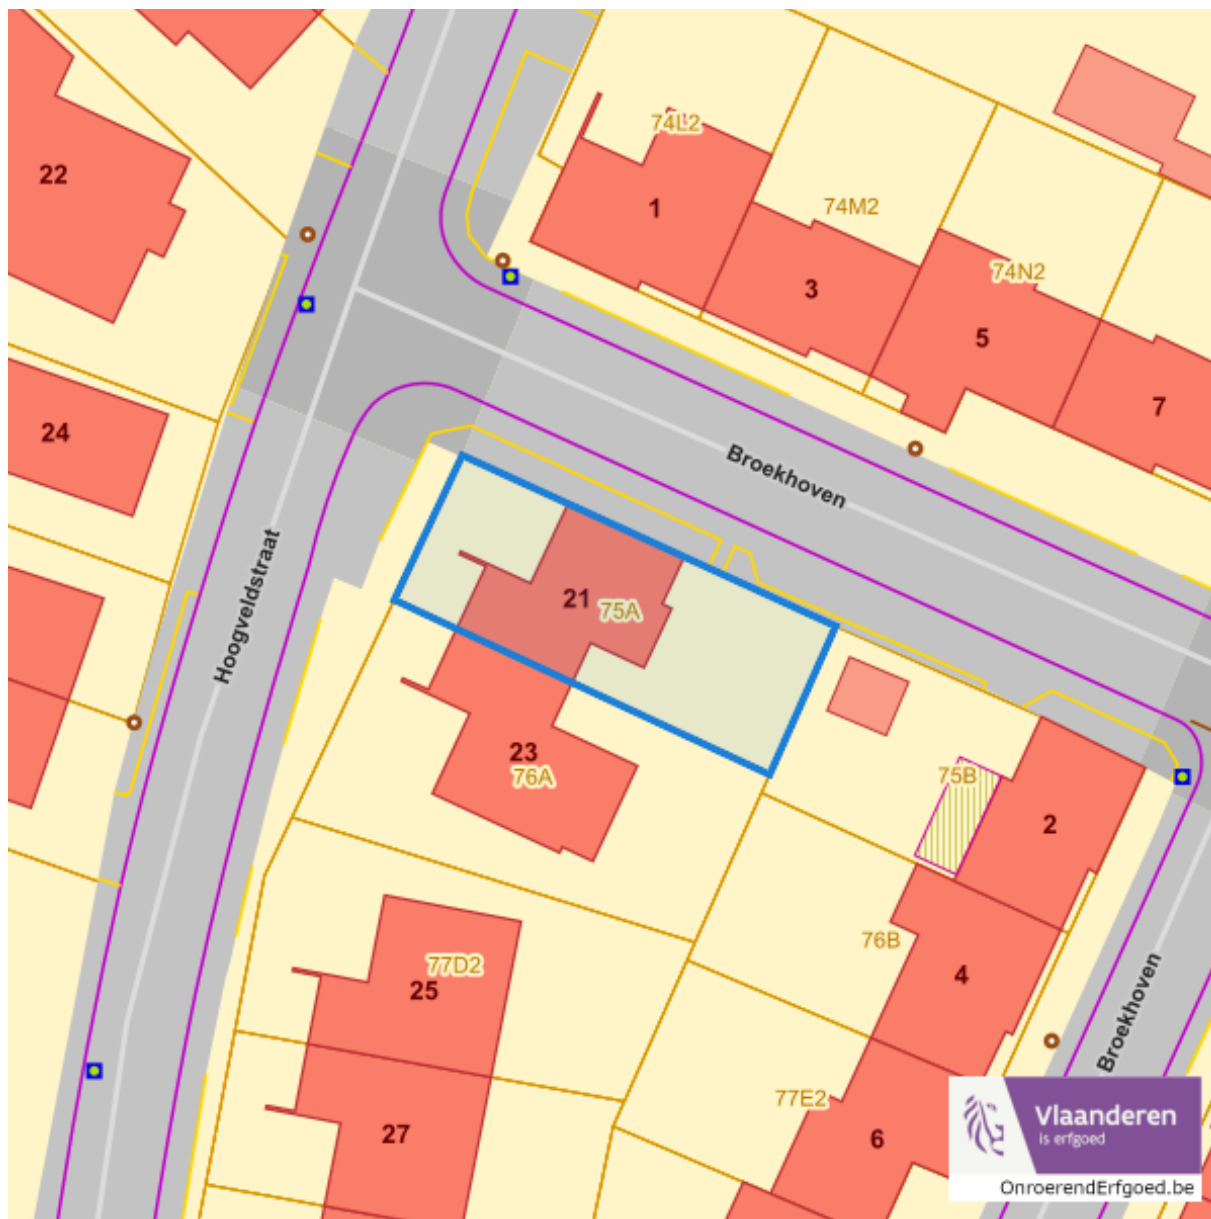 74L2
22
1
74M2
74N2
3
5
7
24
Broekhoven
Hoogveldstraat
21
75A
23
76A
75B
2
76B
4
77D2
25
Broekhoven
77E2
27
6
Vlaanderen
is erfgoed
OnroerendErfgoed.be